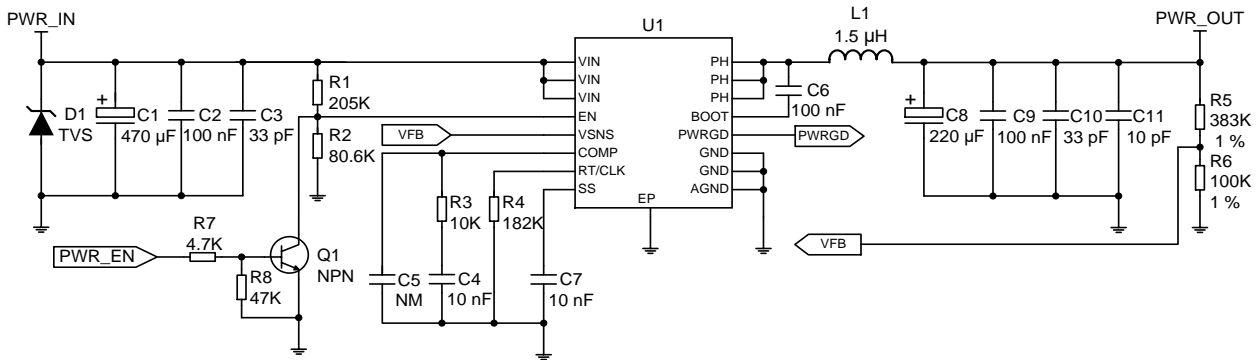 PWR_IN
D1
TVS
C1
470 µF
C2
100 nF
C3
33 pF
R1
205K
R2
80.6K
VFB
U1
VIN
VIN
VIN
EN
VSNS
COMP
RT/CLK
SS
EP
PH
PH
PH
BOOT
PWRGD
GND
GND
AGND
L1
1.5 µH
C6
100 nF
PWRGD
PWR_OUT
C8
220 µF
C9
100 nF
C10
33 pF
C11
10 pF
R5
383K
1 %
R6
100K
1 %
VFB
R3
10K
R4
182K
C5
NM
C4
10 nF
C7
10 nF
PWR_EN
R7
4.7K
R8
47K
Q1
NPN
+
+